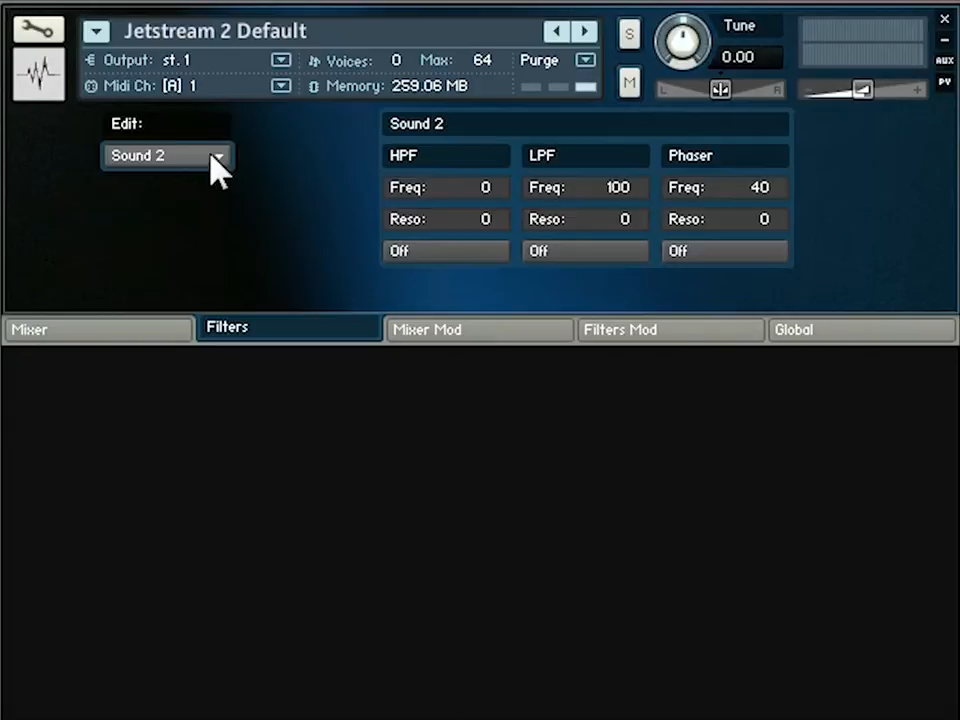 Jetstream 2 Default
S
Tune
0.00
Output: st.1
Voices: 0 Max: 64
Purge
Midi Ch: [A] 1
Memory: 259.06 MB
M
L
R
AUX
PV
Edit:
Sound 2
Sound 2
HPF
LPF
Phaser
Freq: 0
Freq: 100
Freq: 40
Reso: 0
Reso: 0
Reso: 0
Off
Off
Off
Mixer
Filters
Mixer Mod
Filters Mod
Global